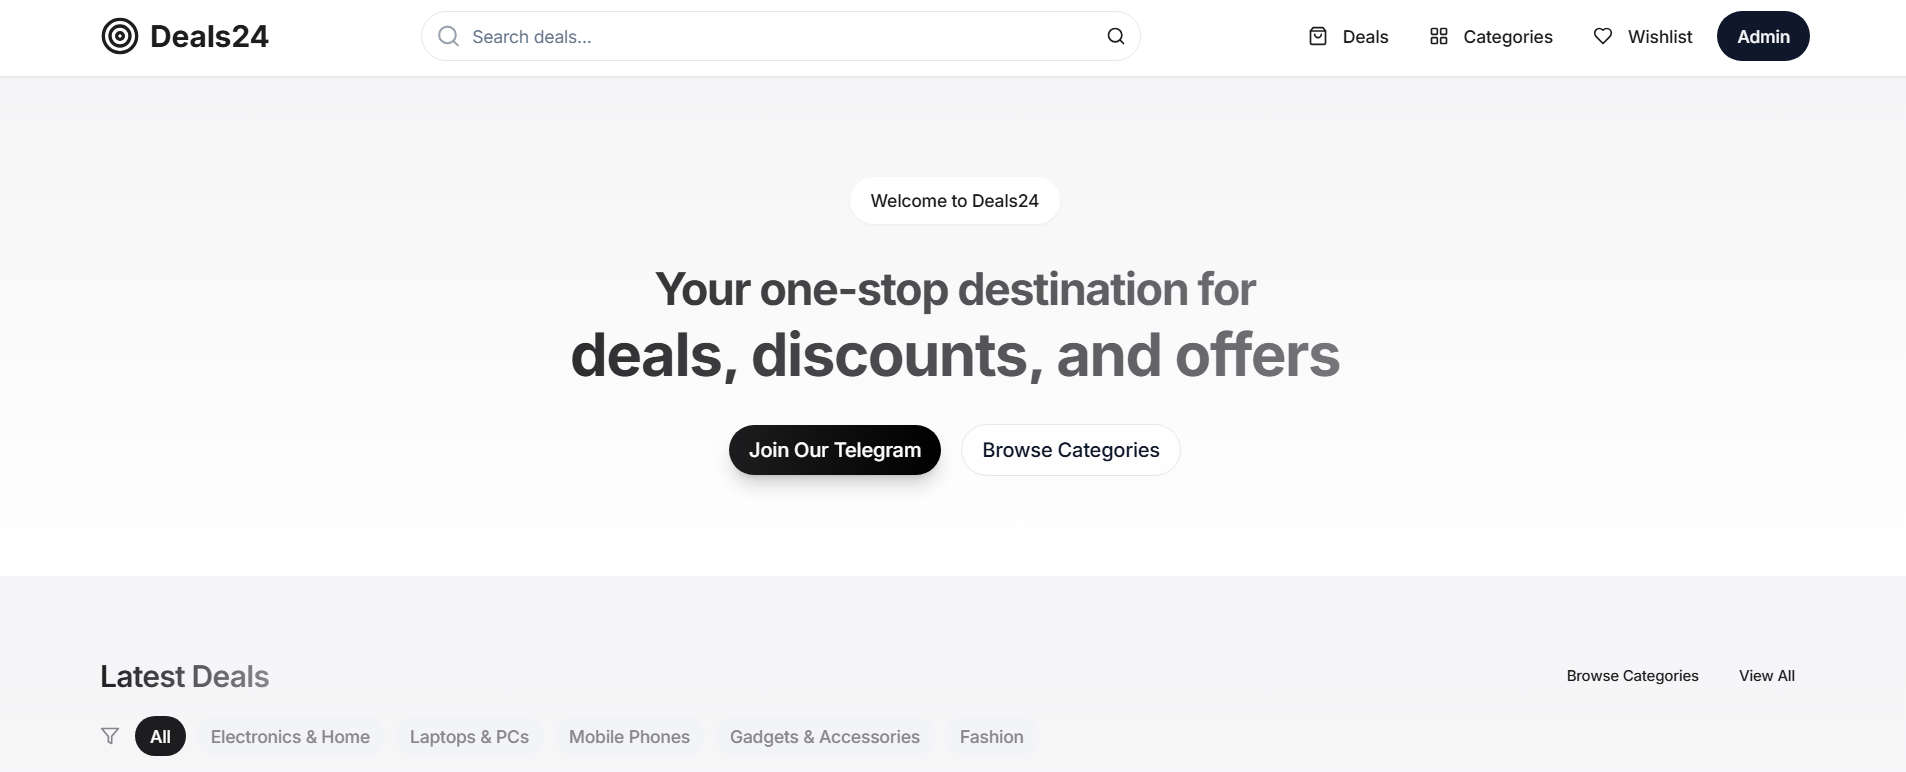 Deals24
Search deals...
Deals
Categories
Wishlist
Admin
Welcome to Deals24
Your one-stop destination for
deals, discounts, and offers
Join Our Telegram
Browse Categories
Latest Deals
Browse Categories
View All
All
Electronics & Home
Laptops & PCs
Mobile Phones
Gadgets & Accessories
Fashion